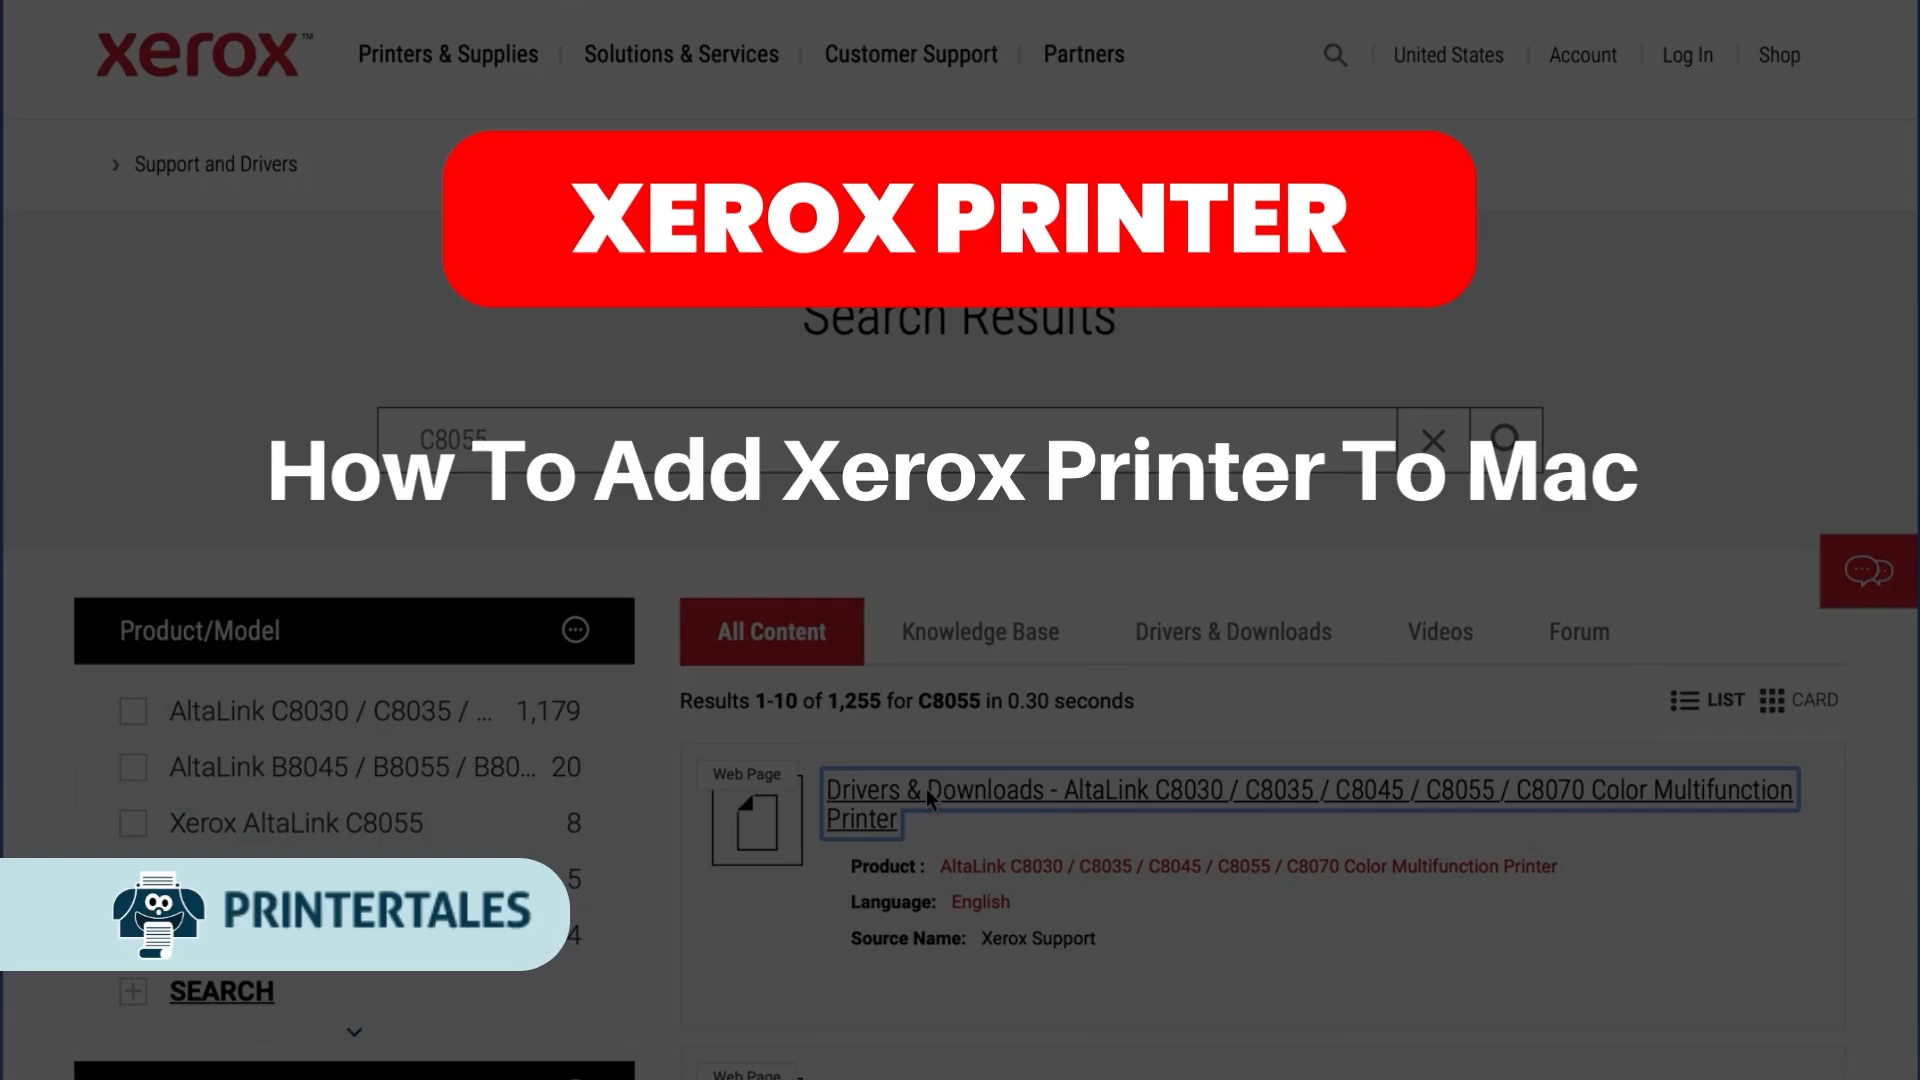 xerox™
Printers & Supplies
Solutions & Services
Customer Support
Partners
United States
Account
Log In
Shop
Support and Drivers
XEROX PRINTER
Search Results
C8055
How To Add Xerox Printer To Mac
Product/Model
All Content
Knowledge Base
Drivers & Downloads
Videos
Forum
Results 1-10 of 1,255 for C8055 in 0.30 seconds
LIST
CARD
AltaLink C8030 / C8035 / ... 1,179
AltaLink B8045 / B8055 / B80... 20
Xerox AltaLink C8055 8
5
4
SEARCH
PRINTERTALES
Web Page
Drivers & Downloads - AltaLink C8030 / C8035 / C8045 / C8055 / C8070 Color Multifunction
Printer
Product : AltaLink C8030 / C8035 / C8045 / C8055 / C8070 Color Multifunction Printer
Language: English
Source Name: Xerox Support
Web Page